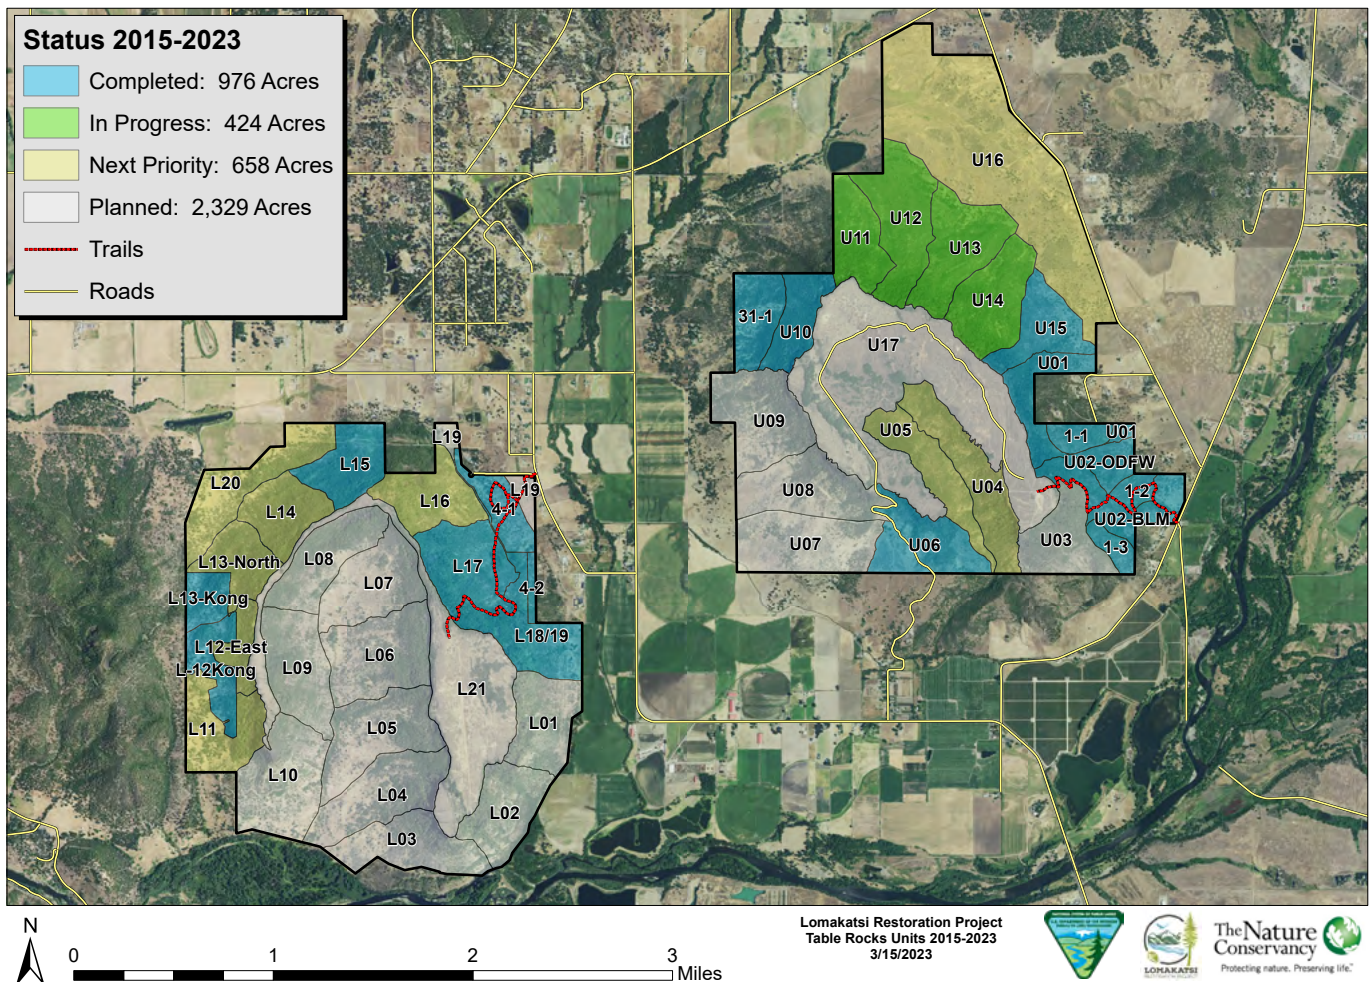 Status 2015-2023
Completed: 976 Acres
In Progress: 424 Acres
Next Priority: 658 Acres
Planned: 2,329 Acres
Trails
Roads
U16
U12
U11
U13
U14
31-1
U10
U15
U17
U01
U09
U05
1-1
U01
U02-ODFW
U08
U04
1-2
U02-BLM
U07
U06
U03
1-3
L19
L15
L20
L16
L19
4-1
L14
L13-North
L08
L07
L17
4-2
L13-Kong
L12-East
L-12Kong
L18/19
L09
L06
L21
L11
L05
L01
L10
L04
L02
L03
N
0 1 2 3
Miles
Lomakatsi Restoration Project
Table Rocks Units 2015-2023
3/15/2023
LOMAKATSI
The Nature
Conservancy
Protecting nature. Preserving life.™